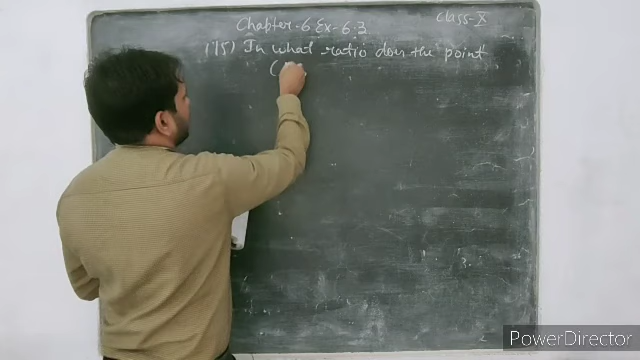 Chapter-6 Ex-6.3
Class-X
(15) In what ratio does the point
(
PowerDirector